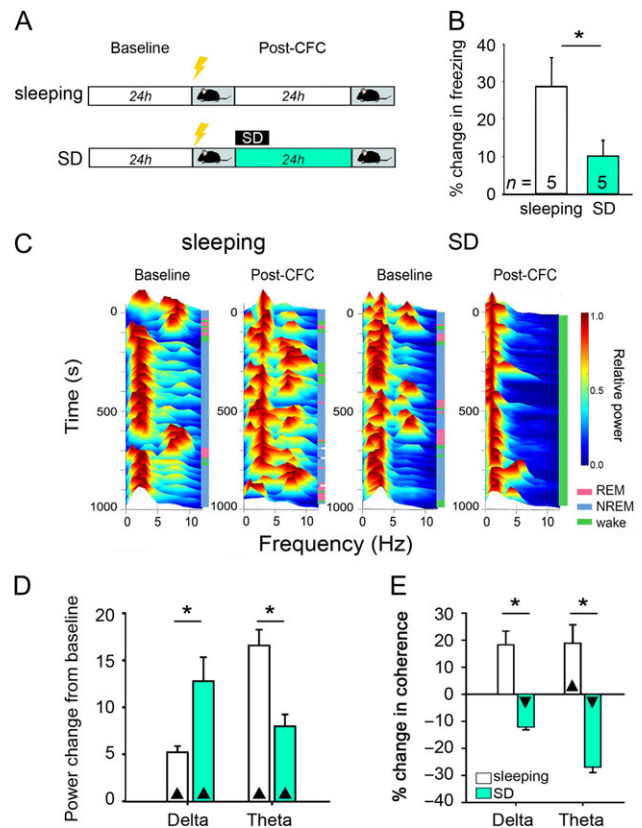 A
Baseline
Post-CFC
sleeping
24h
24h
SD
SD
24h
24h
B
% change in freezing
40
30
20
10
0
*
n = 5
5
sleeping
SD
C
sleeping
SD
Baseline
Post-CFC
Baseline
Post-CFC
Time (s)
0
500
1000
0
500
1000
0
500
1000
0
500
1000
0 5 10
0 5 10
0 5 10
0 5 10
Frequency (Hz)
1.0
0.5
0.0
Relative power
REM
NREM
wake
D
Power change from baseline
20
15
10
5
0
*
*
Delta
Theta
E
% change in coherence
30
20
10
0
−10
−20
−30
−40
*
*
sleeping
SD
Delta
Theta